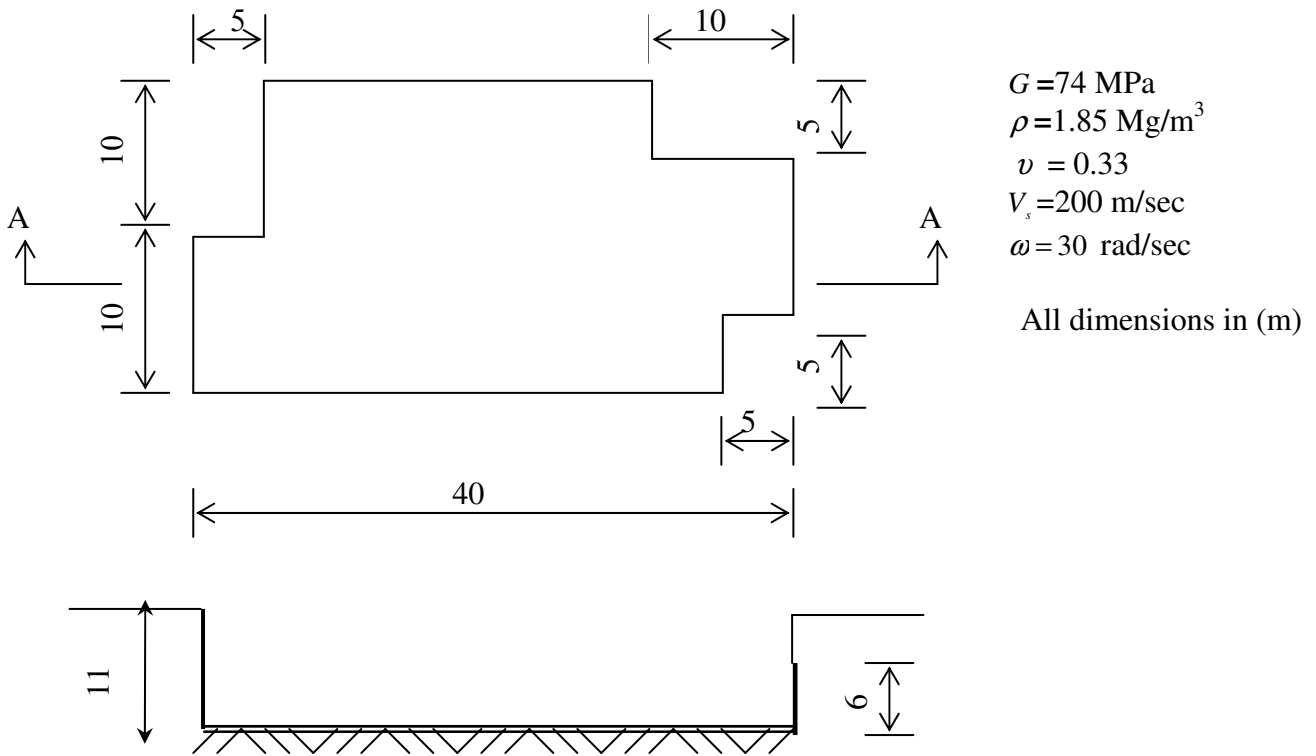 5
10
10
5
G =74 MPa
ρ =1.85 Mg/m³
υ = 0.33
Vₛ =200 m/sec
ω = 30 rad/sec
A
A
10
5
All dimensions in (m)
5
40
11
6